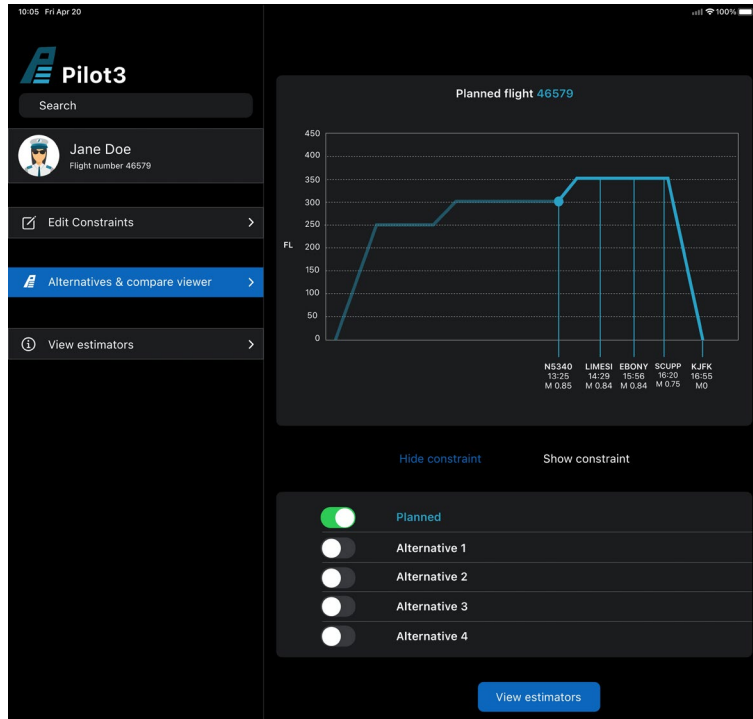 10:05 Fri Apr 20
100%
Pilot3
Search
Jane Doe
Flight number 46579
Edit Constraints
Alternatives & compare viewer
View estimators
Planned flight 46579
450
400
350
300
250
FL
200
150
100
50
0
N5340 LIMESI EBONY SCUPP KJFK
13:25 14:29 15:56 16:20 16:55
M 0.85 M 0.84 M 0.84 M 0.75 M0
Hide constraint Show constraint
Planned
Alternative 1
Alternative 2
Alternative 3
Alternative 4
View estimators